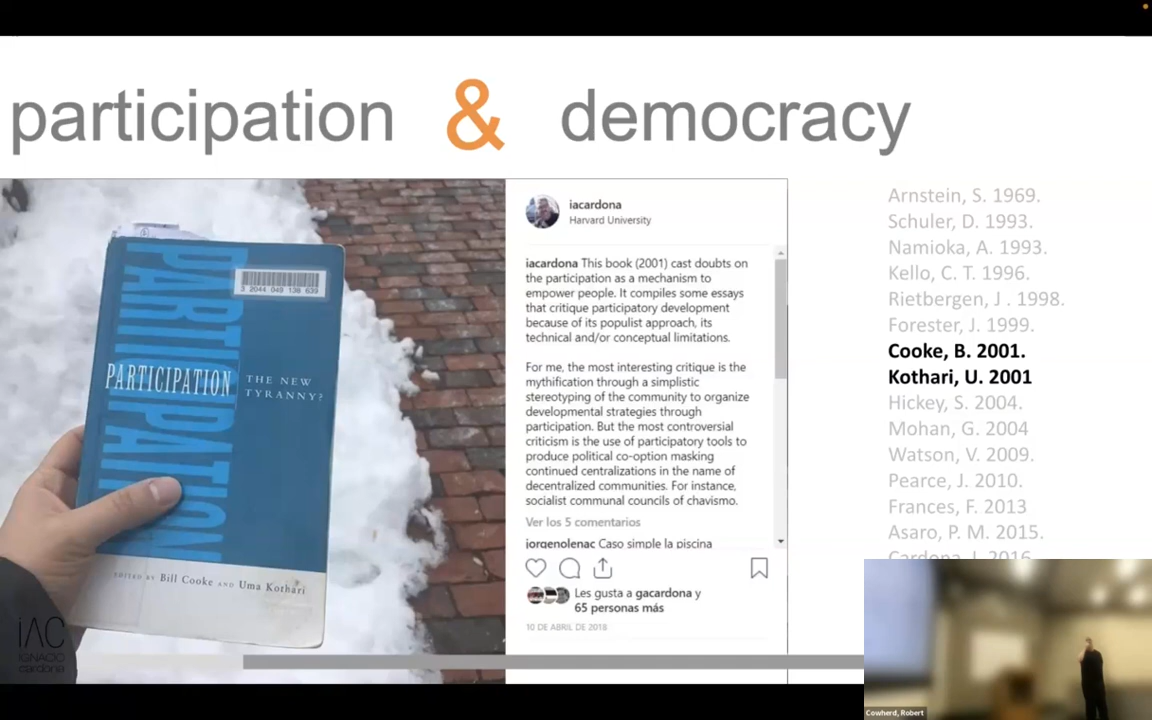 participation & democracy
PARTICIPATION
PARTICIPATION
THE NEW
TYRANNY?
3 2044 049 138 639
EDITED BY Bill Cooke AND Uma Kothari
iacardona
Harvard University
iacardona This book (2001) cast doubts on
the participation as a mechanism to
empower people. It compiles some essays
that critique participatory development
because of its populist approach, its
technical and/or conceptual limitations.
For me, the most interesting critique is the
mythification through a simplistic
stereotyping of the community to organize
developmental strategies through
participation. But the most controversial
criticism is the use of participatory tools to
produce political co-option masking
continued centralizations in the name of
decentralized communities. For instance,
socialist communal councils of chavismo.
Ver los 5 comentarios
jorgenolenac Caso simple la piscina
Les gusta a gacardona y
65 personas más
10 DE ABRIL DE 2018
Arnstein, S. 1969.
Schuler, D. 1993.
Namioka, A. 1993.
Kello, C. T. 1996.
Rietbergen, J . 1998.
Forester, J. 1999.
Cooke, B. 2001.
Kothari, U. 2001
Hickey, S. 2004.
Mohan, G. 2004
Watson, V. 2009.
Pearce, J. 2010.
Frances, F. 2013
Asaro, P. M. 2015.
Cardona, I. 2016
iAC
IGNACIO
cardona
Cowherd, Robert